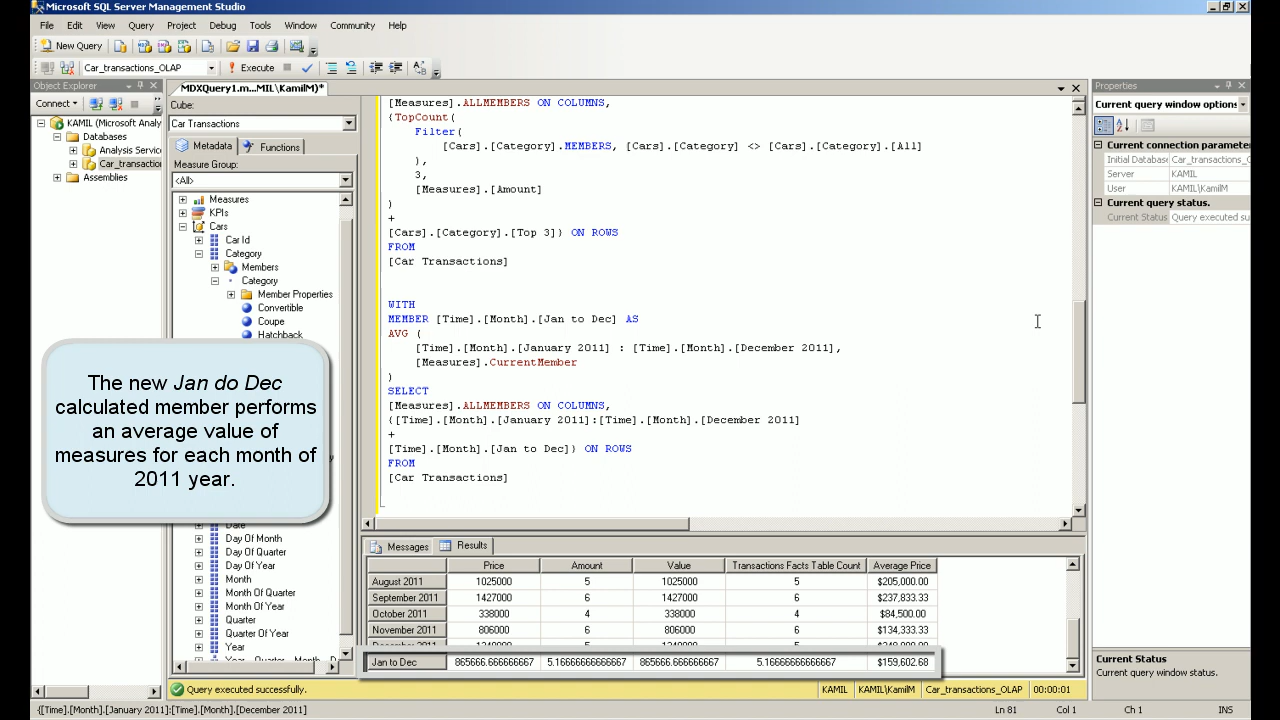 Microsoft SQL Server Management Studio
File Edit View Query Project Debug Tools Window Community Help
New Query
Car_transactions_OLAP Execute
Object Explorer
Connect
KAMIL (Microsoft Analy
Databases
Analysis Service
Car_transactio
Assemblies
MDXQuery1.m...MIL\KamilM)*
Cube:
Car Transactions
Metadata Functions
Measure Group:
<All>
Measures
KPIs
Cars
Car Id
Category
Members
Category
Member Properties
Convertible
Coupe
Hatchback
The new Jan do Dec
calculated member performs
an average value of
measures for each month of
2011 year.
Date
Day Of Month
Day Of Quarter
Day Of Year
Month
Month Of Quarter
Month Of Year
Quarter
Quarter Of Year
Year
[Measures].ALLMEMBERS ON COLUMNS,
{TopCount(
Filter(
[Cars].[Category].MEMBERS, [Cars].[Category] <> [Cars].[Category].[All]
),
3,
[Measures].[Amount]
)
+
[Cars].[Category].[Top 3]} ON ROWS
FROM
[Car Transactions]
WITH
MEMBER [Time].[Month].[Jan to Dec] AS
AVG (
[Time].[Month].[January 2011] : [Time].[Month].[December 2011],
[Measures].CurrentMember
)
SELECT
[Measures].ALLMEMBERS ON COLUMNS,
{[Time].[Month].[January 2011]:[Time].[Month].[December 2011]
+
[Time].[Month].[Jan to Dec]} ON ROWS
FROM
[Car Transactions]
Messages Results
Price Amount Value Transactions Facts Table Count Average Price
August 2011 1025000 5 1025000 5 $205,000.00
September 2011 1427000 6 1427000 6 $237,833.33
October 2011 338000 4 338000 4 $84,500.00
November 2011 806000 6 806000 6 $134,333.33
Jan to Dec 865666.666666667 5.16666666666667 865666.666666667 5.16666666666667 $159,602.68
Properties
Current query window options
Current connection parameter
Initial Database Car_transactions_O
Server KAMIL
User KAMIL\KamilM
Current query status.
Current Status Query executed su
Current Status
Current query window status.
Query executed successfully. KAMIL KAMIL\KamilM Car_transactions_OLAP 00:00:01
{[Time].[Month].[January 2011]:[Time].[Month].[December 2011] Ln 81 Col 1 Ch 1 INS